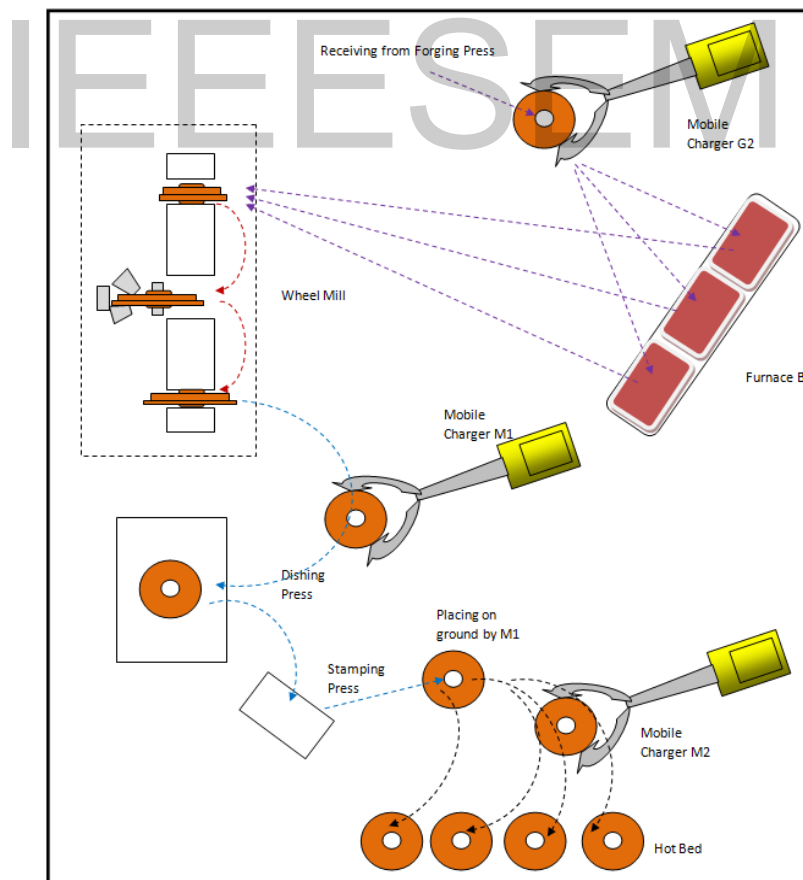 IEEESEM
Receiving from Forging Press
Mobile
Charger G2
Wheel Mill
Furnace B
Mobile
Charger M1
Dishing
Press
Placing on
ground by M1
Stamping
Press
Mobile
Charger M2
Hot Bed